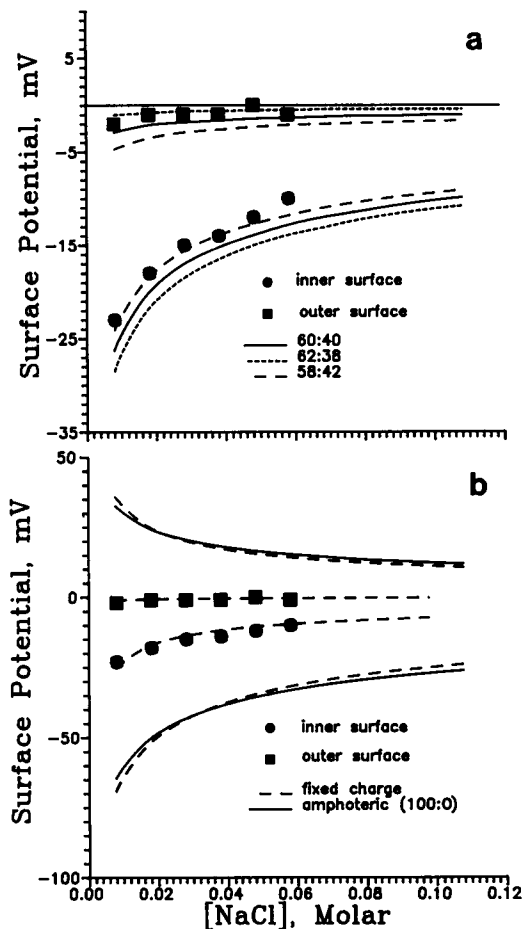 a
5
-5
-15
-25
-35
Surface Potential, mV
inner surface
outer surface
60:40
62:38
58:42
b
50
0
-50
-100
Surface Potential, mV
inner surface
outer surface
fixed charge
amphoteric (100:0)
0.00 0.02 0.04 0.06 0.08 0.10 0.12
[NaCl], Molar